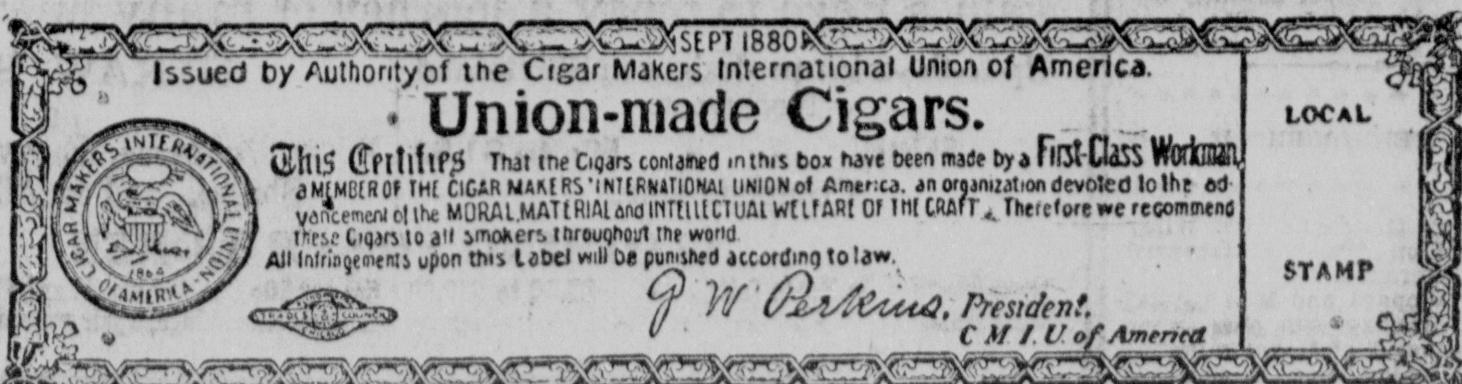 SEPT 1880
Issued by Authority of the Cigar Makers International Union of America.
Union-made Cigars.
This Certifies That the Cigars contained in this box have been made by a First-Class Workman,
a MEMBER OF THE CIGAR MAKERS' INTERNATIONAL UNION of America, an organization devoted to the ad-
vancement of the MORAL, MATERIAL and INTELLECTUAL WELFARE OF THE CRAFT. Therefore we recommend
these Cigars to all smokers throughout the world.
All Infringements upon this Label will be punished according to law.
G W Perkins, President,
C M I. U. of America
CIGAR MAKERS INTERNATIONAL UNION
OF AMERICA
1864
TRADES COUNCIL
LOCAL
STAMP